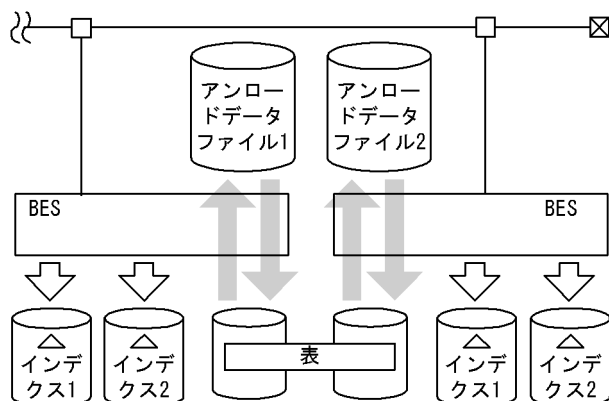 アンロー
ドデータ
ファイル1
アンロー
ドデータ
ファイル2
BES
BES
インデ
クス1
インデ
クス2
表
インデ
クス1
インデ
クス2